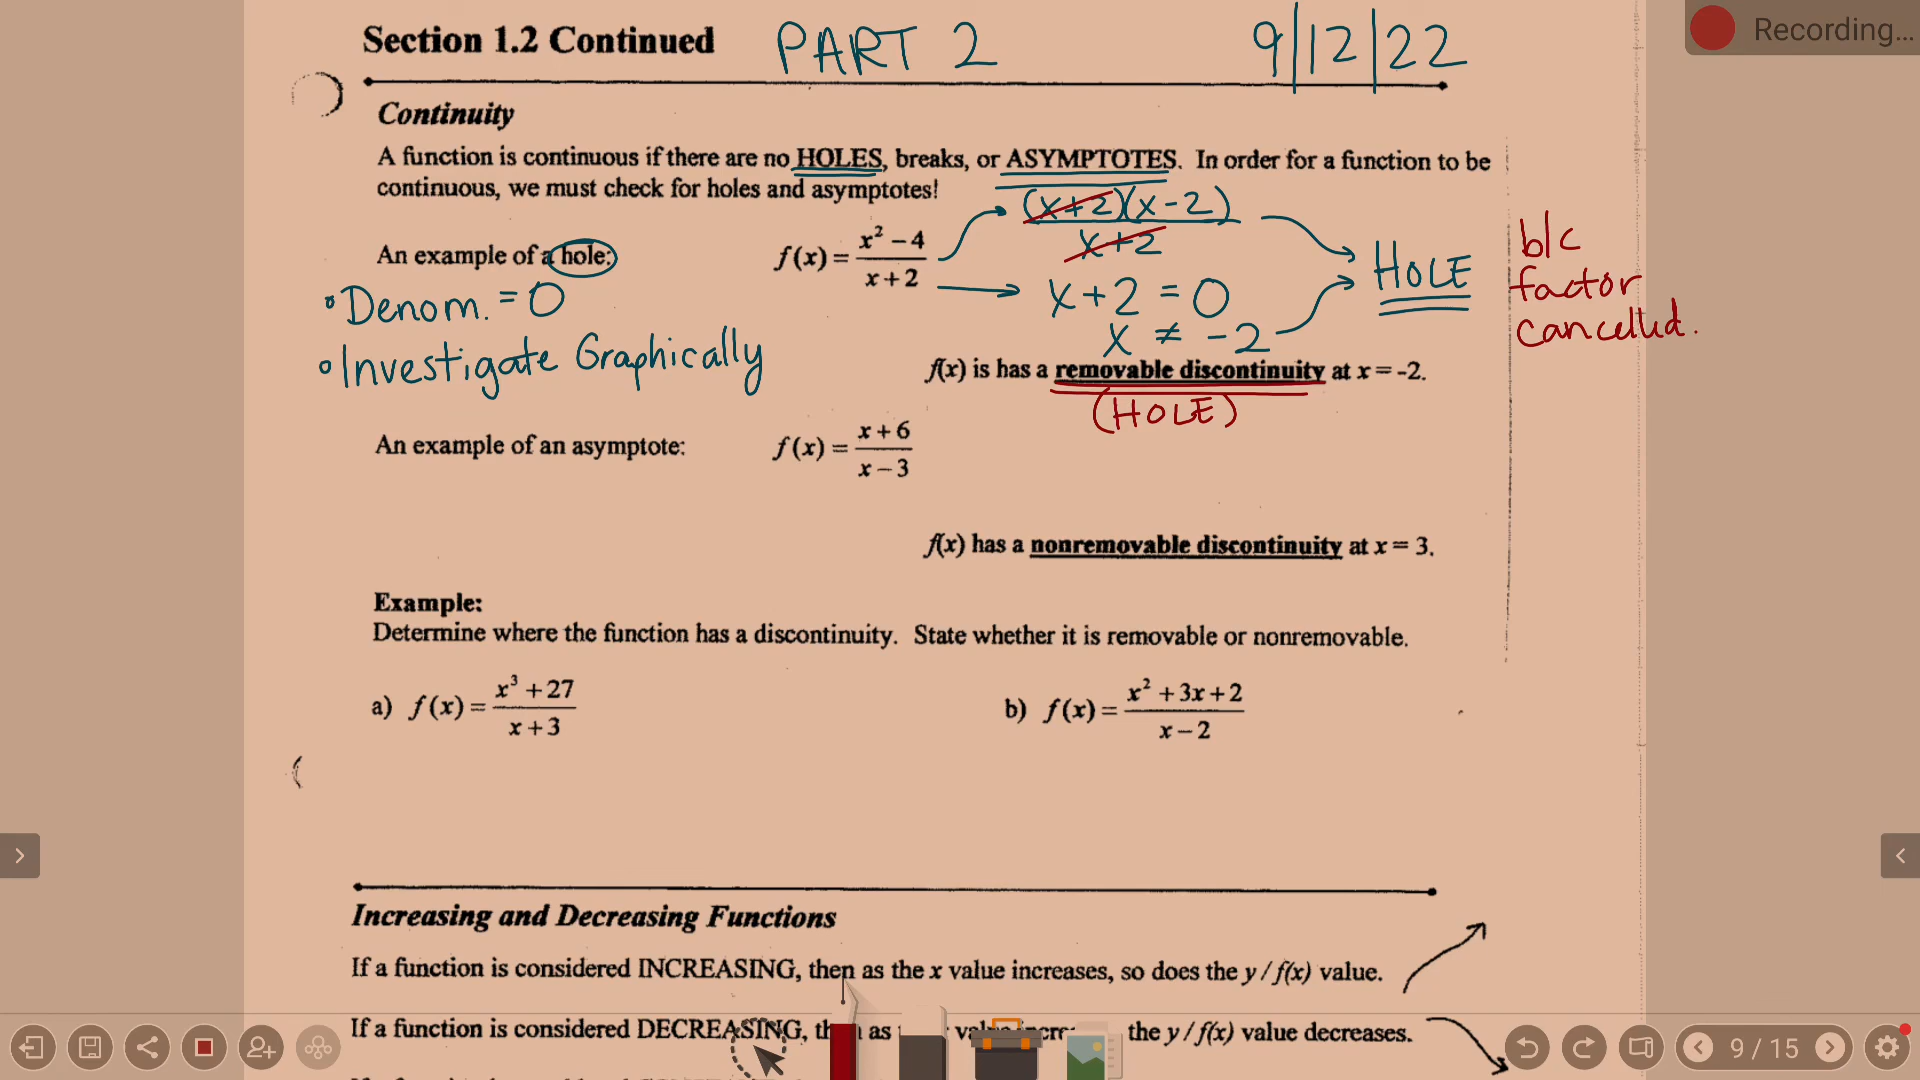 Section 1.2 Continued PART 2 9/12/22
Recording...
Continuity
A function is continuous if there are no HOLES, breaks, or ASYMPTOTES. In order for a function to be
continuous, we must check for holes and asymptotes!
(x+2)(x-2)
x+2
An example of a hole: f(x) = x² - 4
x + 2
HOLE
b/c
factor
cancelled.
• Denom. = 0
x+2 = 0
x ≠ -2
• Investigate Graphically
f(x) is has a removable discontinuity at x = -2.
(HOLE)
An example of an asymptote: f(x) = x + 6
x - 3
f(x) has a nonremovable discontinuity at x = 3.
Example:
Determine where the function has a discontinuity. State whether it is removable or nonremovable.
a) f(x) = x³ + 27
x + 3
b) f(x) = x² + 3x + 2
x - 2
Increasing and Decreasing Functions
If a function is considered INCREASING, then as the x value increases, so does the y / f(x) value.
If a function is considered DECREASING, as the y / f(x) value decreases.
9 / 15